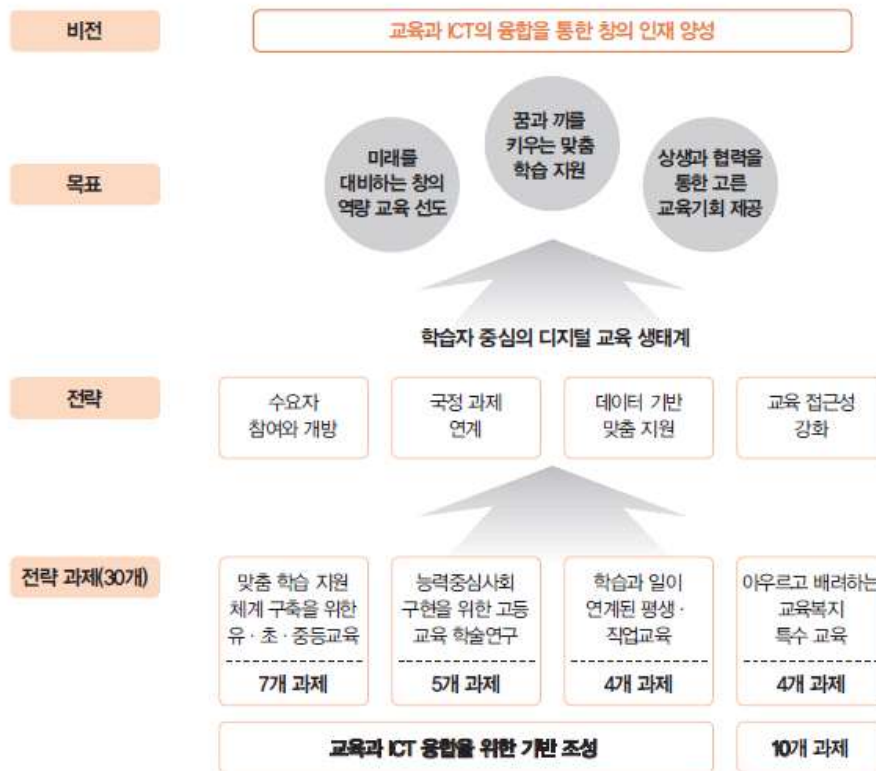 비전
교육과 ICT의 융합을 통한 창의 인재 양성
목표
미래를
대비하는 창의
역량 교육 선도
꿈과 끼를
키우는 맞춤
학습 지원
상생과 협력을
통한 고른
교육기회 제공
학습자 중심의 디지털 교육 생태계
전략
수요자
참여와 개방
국정 과제
연계
데이터 기반
맞춤 지원
교육 접근성
강화
전략 과제(30개)
맞춤 학습 지원
체계 구축을 위한
유 · 초 · 중등교육
7개 과제
능력중심사회
구현을 위한 고등
교육 학술연구
5개 과제
학습과 일이
연계된 평생 ·
직업교육
4개 과제
아우르고 배려하는
교육복지
특수 교육
4개 과제
교육과 ICT 융합을 위한 기반 조성
10개 과제